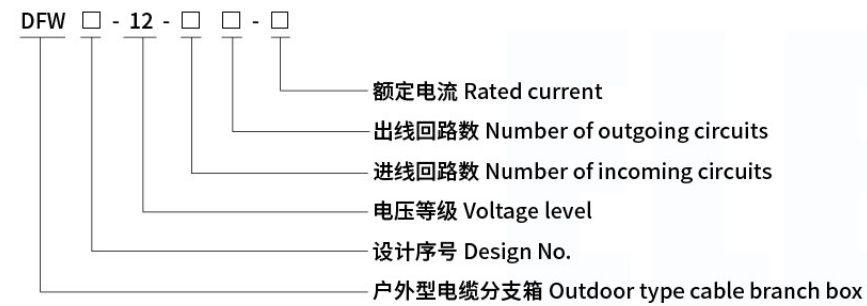 DFW □ - 12 - □ □ - □
额定电流 Rated current
出线回路数 Number of outgoing circuits
进线回路数 Number of incoming circuits
电压等级 Voltage level
设计序号 Design No.
户外型电缆分支箱 Outdoor type cable branch box